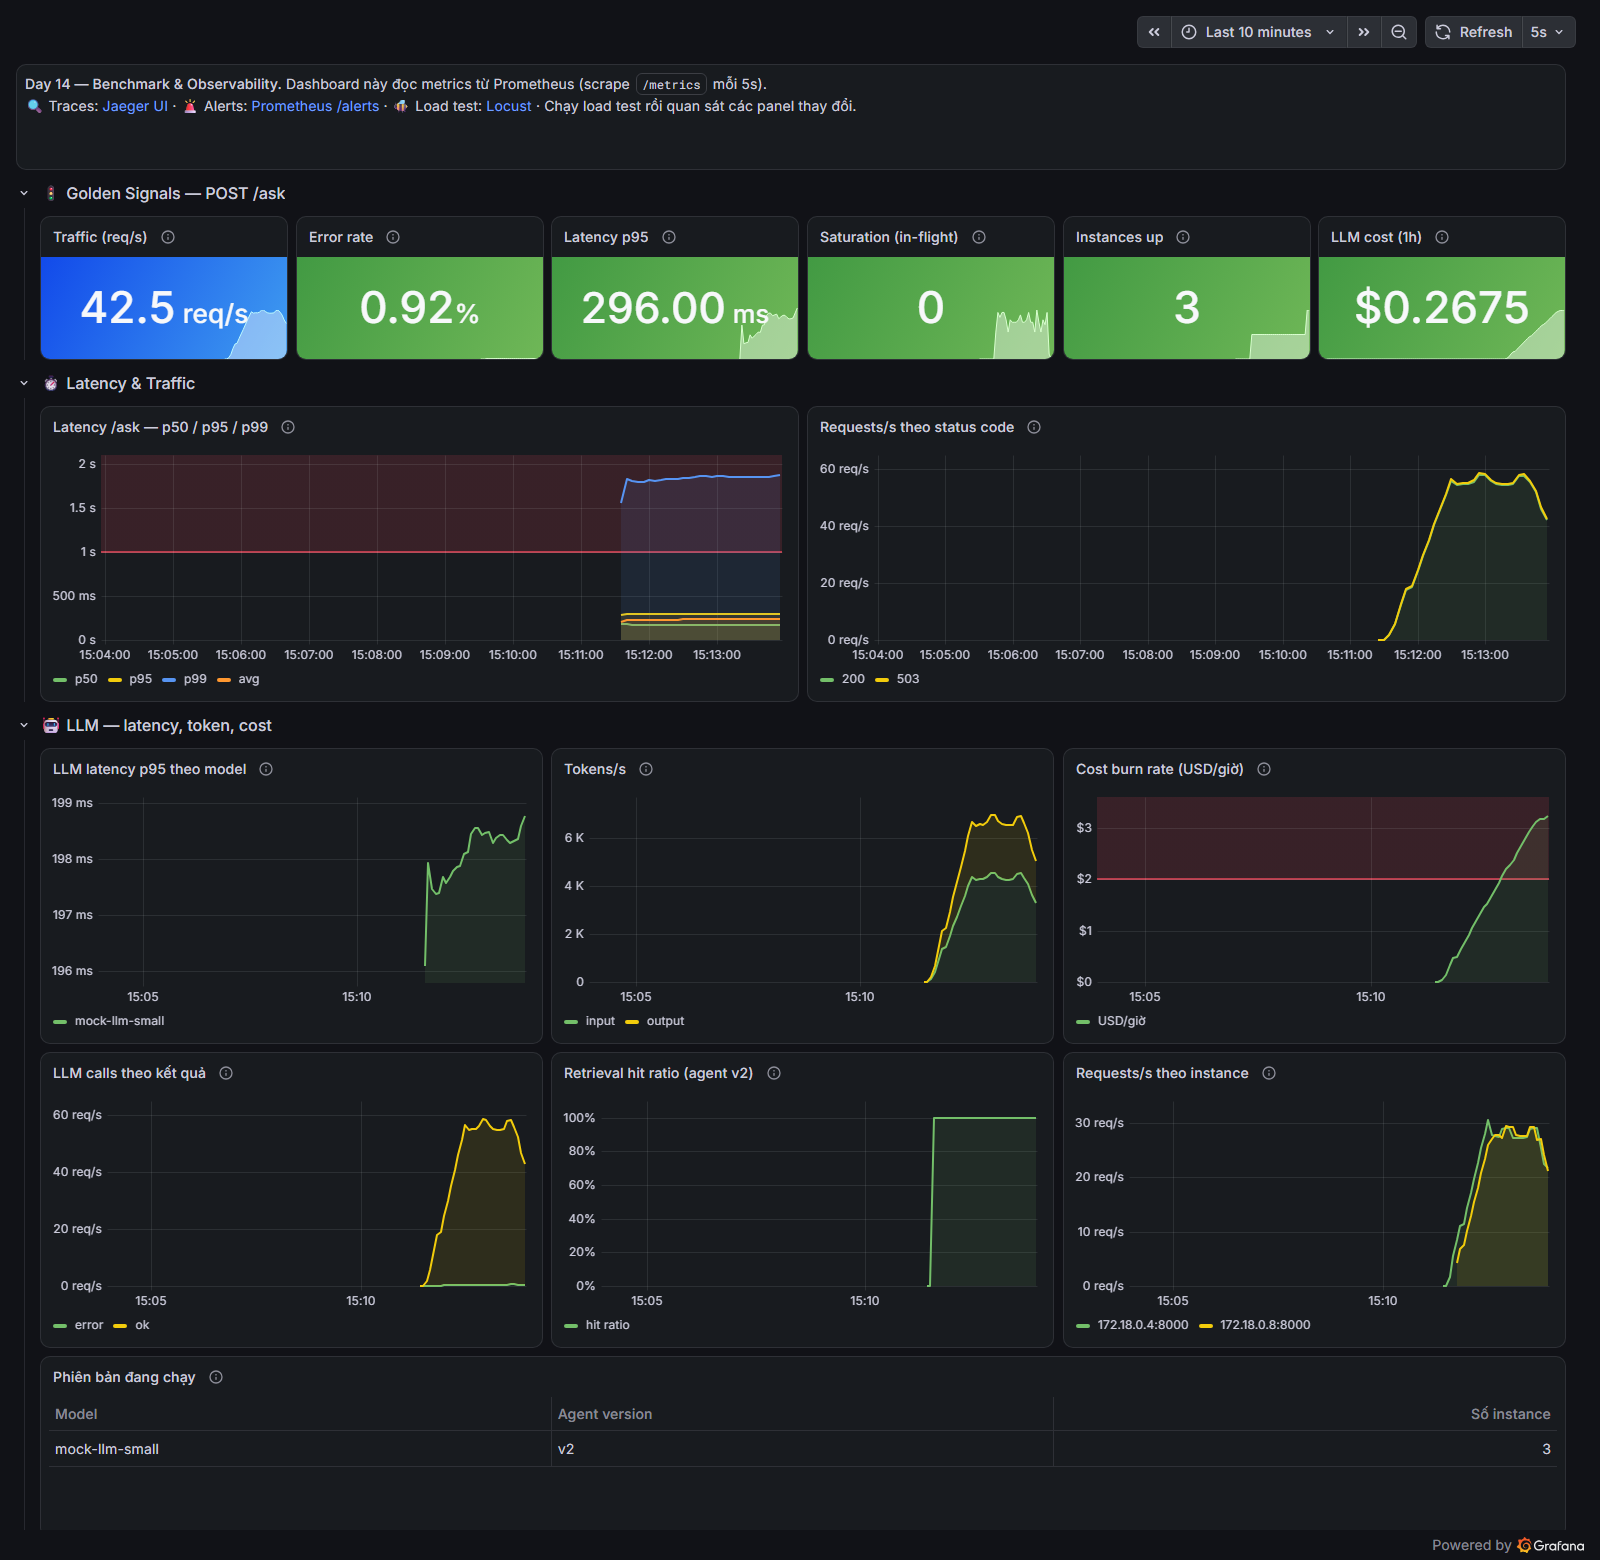 Last 10 minutes
Refresh
5s
Day 14 — Benchmark & Observability. Dashboard này đọc metrics từ Prometheus (scrape /metrics mỗi 5s).
Traces: Jaeger UI · Alerts: Prometheus /alerts · Load test: Locust · Chạy load test rồi quan sát các panel thay đổi.
Golden Signals — POST /ask
Traffic (req/s)
42.5 req/s
Error rate
0.92%
Latency p95
296.00 ms
Saturation (in-flight)
0
Instances up
3
LLM cost (1h)
$0.2675
Latency & Traffic
Latency /ask — p50 / p95 / p99
2 s
1.5 s
1 s
500 ms
0 s
15:04:00 15:05:00 15:06:00 15:07:00 15:08:00 15:09:00 15:10:00 15:11:00 15:12:00 15:13:00
p50 p95 p99 avg
Requests/s theo status code
60 req/s
40 req/s
20 req/s
0 req/s
15:04:00 15:05:00 15:06:00 15:07:00 15:08:00 15:09:00 15:10:00 15:11:00 15:12:00 15:13:00
200 503
LLM — latency, token, cost
LLM latency p95 theo model
199 ms
198 ms
197 ms
196 ms
15:05 15:10
mock-llm-small
Tokens/s
6 K
4 K
2 K
0
15:05 15:10
input output
Cost burn rate (USD/giờ)
$3
$2
$1
$0
15:05 15:10
USD/giờ
LLM calls theo kết quả
60 req/s
40 req/s
20 req/s
0 req/s
15:05 15:10
error ok
Retrieval hit ratio (agent v2)
100%
80%
60%
40%
20%
0%
15:05 15:10
hit ratio
Requests/s theo instance
30 req/s
20 req/s
10 req/s
0 req/s
15:05 15:10
172.18.0.4:8000 172.18.0.8:8000
Phiên bản đang chạy
Model Agent version Số instance
mock-llm-small v2 3
Powered by Grafana